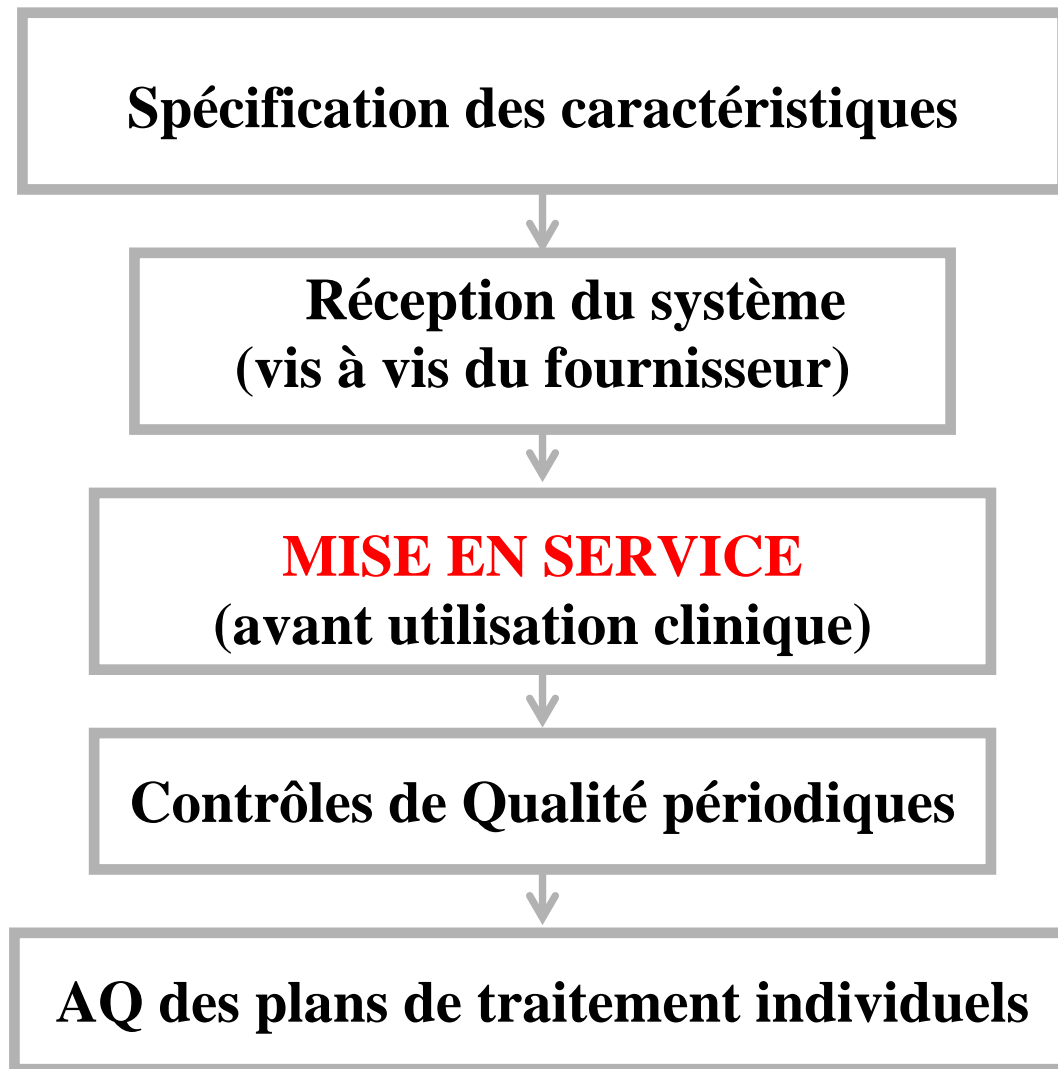 Spécification des caractéristiques
Réception du système
(vis à vis du fournisseur)
MISE EN SERVICE
(avant utilisation clinique)
Contrôles de Qualité périodiques
AQ des plans de traitement individuels